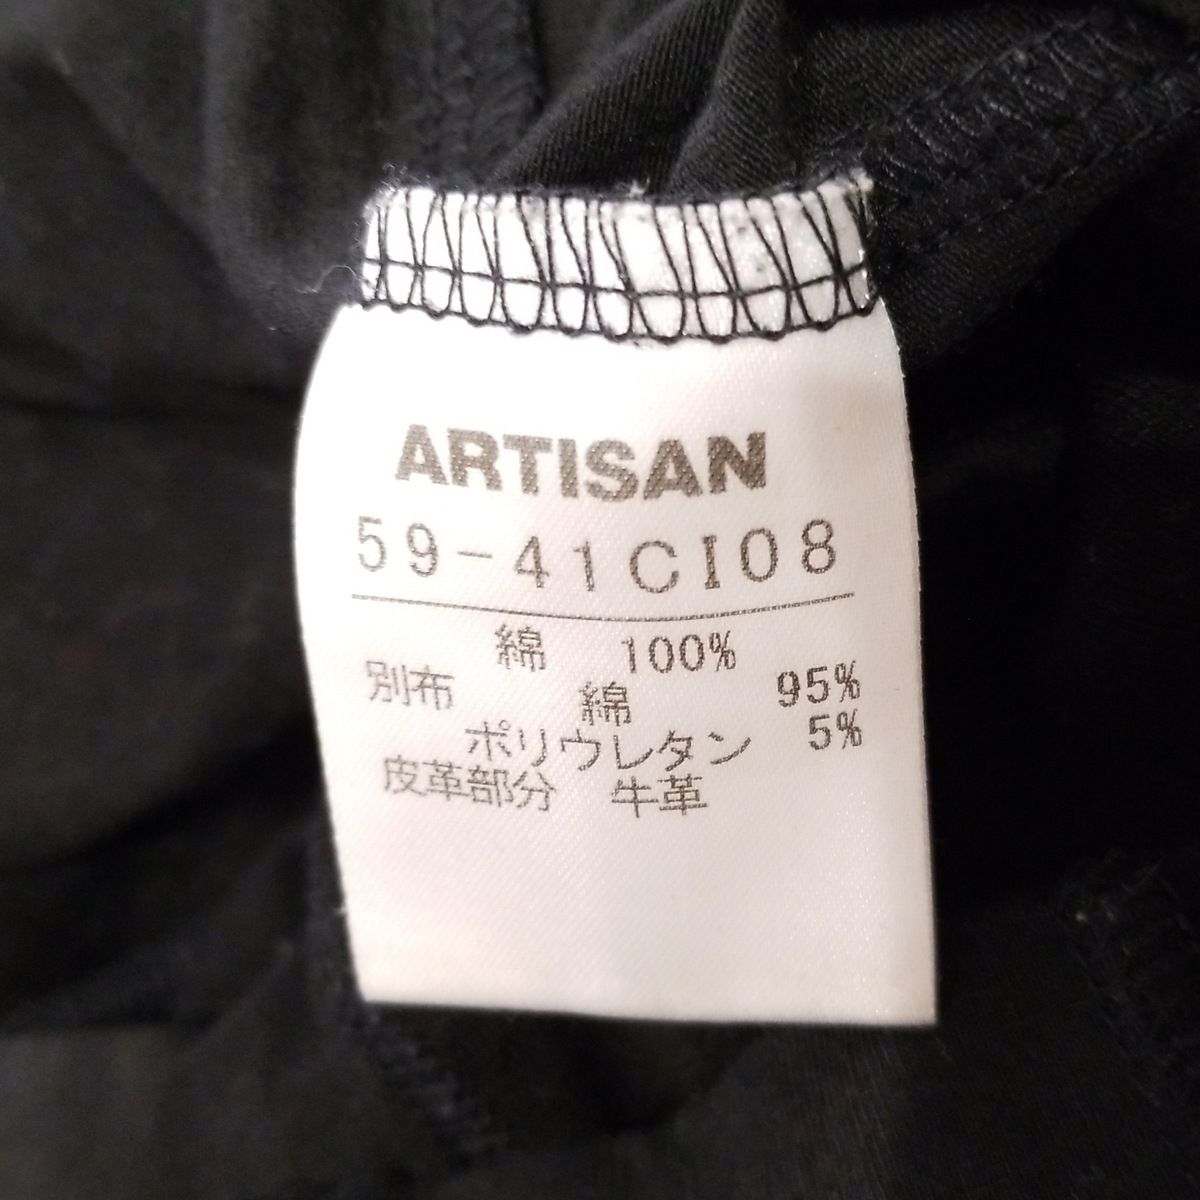 ARTISAN
59-41CI08
綿 100%
別布 綿 95%
ポリウレタン 5%
皮革部分 牛革